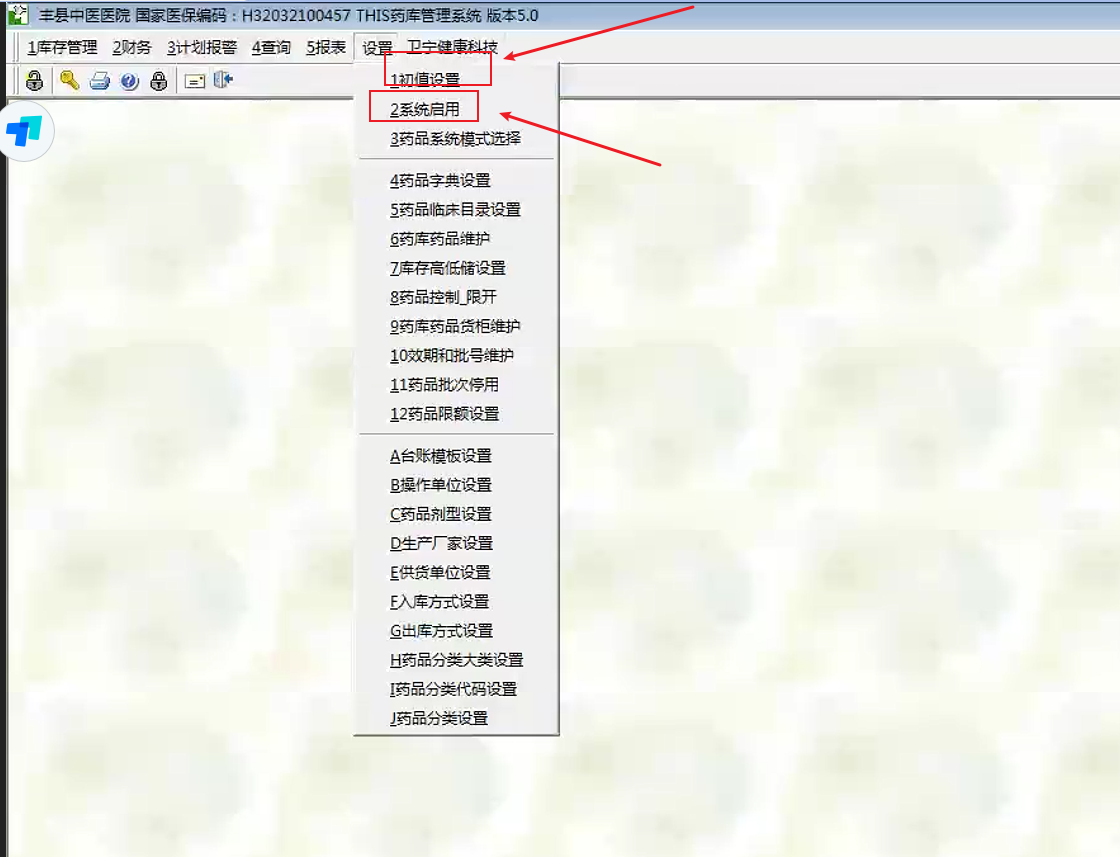 丰县中医医院 国家医保编码：H32032100457 THIS药库管理系统 版本5.0
1库存管理 2财务 3计划报警 4查询 5报表 设置 卫宁健康科技
1初值设置
2系统启用
3药品系统模式选择
4药品字典设置
5药品临床目录设置
6药库药品维护
7库存高低储设置
8药品控制_限开
9药库药品货柜维护
10效期和批号维护
11药品批次停用
12药品限额设置
A台账模板设置
B操作单位设置
C药品剂型设置
D生产厂家设置
E供货单位设置
F入库方式设置
G出库方式设置
H药品分类大类设置
I药品分类代码设置
J药品分类设置